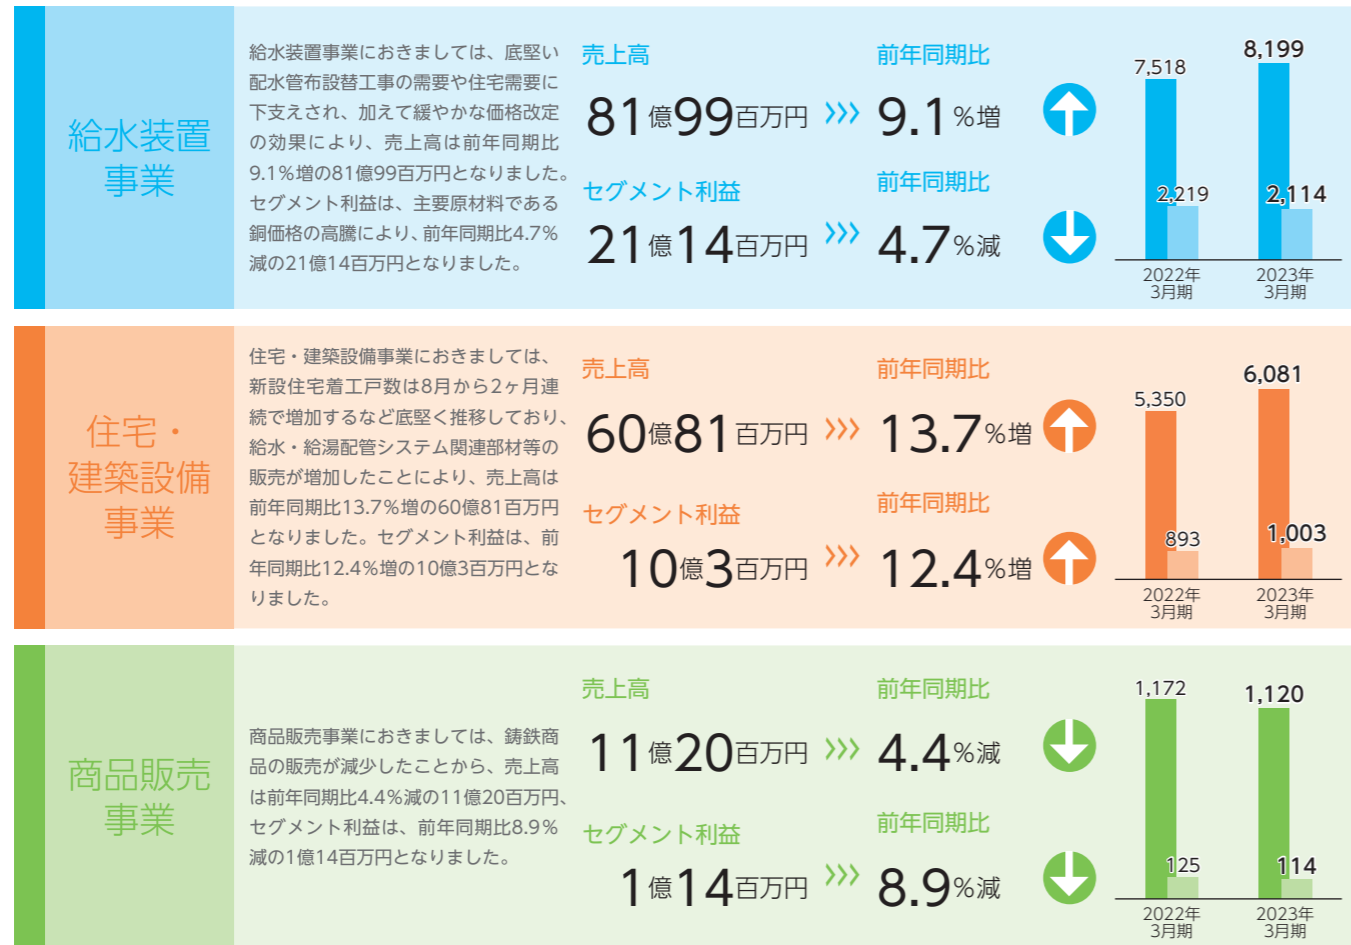 給水装置
事業
給水装置事業におきましては、底堅い
配水管布設替工事の需要や住宅需要に
下支えされ、加えて緩やかな価格改定
の効果により、売上高は前年同期比
9.1%増の81億99百万円となりました。
セグメント利益は、主要原材料である
銅価格の高騰により、前年同期比4.7%
減の21億14百万円となりました。
売上高
前年同期比
81億99百万円 》》》 9.1%増
セグメント利益
前年同期比
21億14百万円 》》》 4.7%減
7,518
8,199
2,219
2,114
2022年
3月期
2023年
3月期
住宅・
建築設備
事業
住宅・建築設備事業におきましては、
新設住宅着工戸数は8月から2ヶ月連
続で増加するなど底堅く推移しており、
給水・給湯配管システム関連部材等の
販売が増加したことにより、売上高は
前年同期比13.7%増の60億81百万円
となりました。セグメント利益は、前
年同期比12.4%増の10億3百万円とな
りました。
売上高
前年同期比
60億81百万円 》》》 13.7%増
セグメント利益
前年同期比
10億3百万円 》》》 12.4%増
5,350
6,081
893
1,003
2022年
3月期
2023年
3月期
商品販売
事業
商品販売事業におきましては、鋳鉄商
品の販売が減少したことから、売上高
は前年同期比4.4%減の11億20百万円、
セグメント利益は、前年同期比8.9%
減の1億14百万円となりました。
売上高
前年同期比
11億20百万円 》》》 4.4%減
セグメント利益
前年同期比
1億14百万円 》》》 8.9%減
1,172
1,120
125
114
2022年
3月期
2023年
3月期